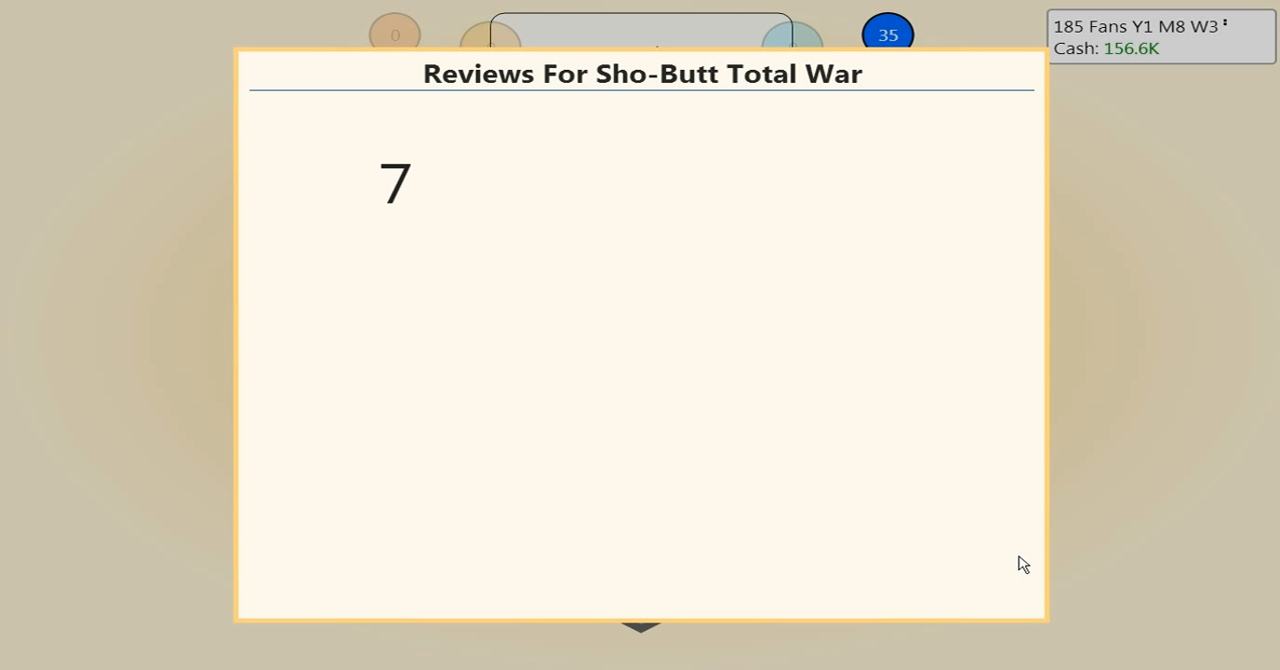 0
35
185 Fans Y1 M8 W3
Cash: 156.6K
Reviews For Sho-Butt Total War
7